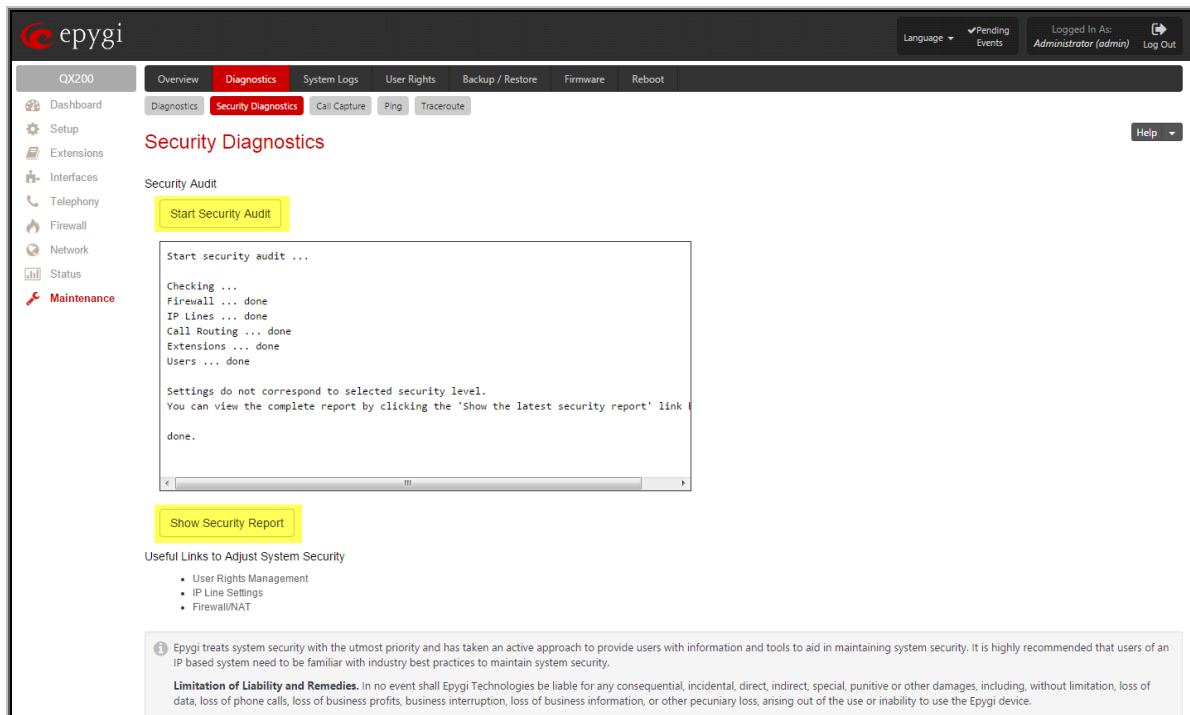 epygi
Language
Pending Events
Logged In As:
Administrator (admin)
Log Out
QX200
Overview
Diagnostics
System Logs
User Rights
Backup / Restore
Firmware
Reboot
Dashboard
Setup
Extensions
Interfaces
Telephony
Firewall
Network
Status
Maintenance
Diagnostics
Security Diagnostics
Call Capture
Ping
Traceroute
Help
Security Diagnostics
Security Audit
Start Security Audit
Start security audit ...
Checking ...
Firewall ... done
IP Lines ... done
Call Routing ... done
Extensions ... done
Users ... done
Settings do not correspond to selected security level.
You can view the complete report by clicking the 'Show the latest security report' link
done.
Show Security Report
Useful Links to Adjust System Security
User Rights Management
IP Line Settings
Firewall/NAT
Epygi treats system security with the utmost priority and has taken an active approach to provide users with information and tools to aid in maintaining system security. It is highly recommended that users of an
IP based system need to be familiar with industry best practices to maintain system security.
Limitation of Liability and Remedies. In no event shall Epygi Technologies be liable for any consequential, incidental, direct, indirect, special, punitive or other damages, including, without limitation, loss of
data, loss of phone calls, loss of business profits, business interruption, loss of business information, or other pecuniary loss, arising out of the use or inability to use the Epygi device.